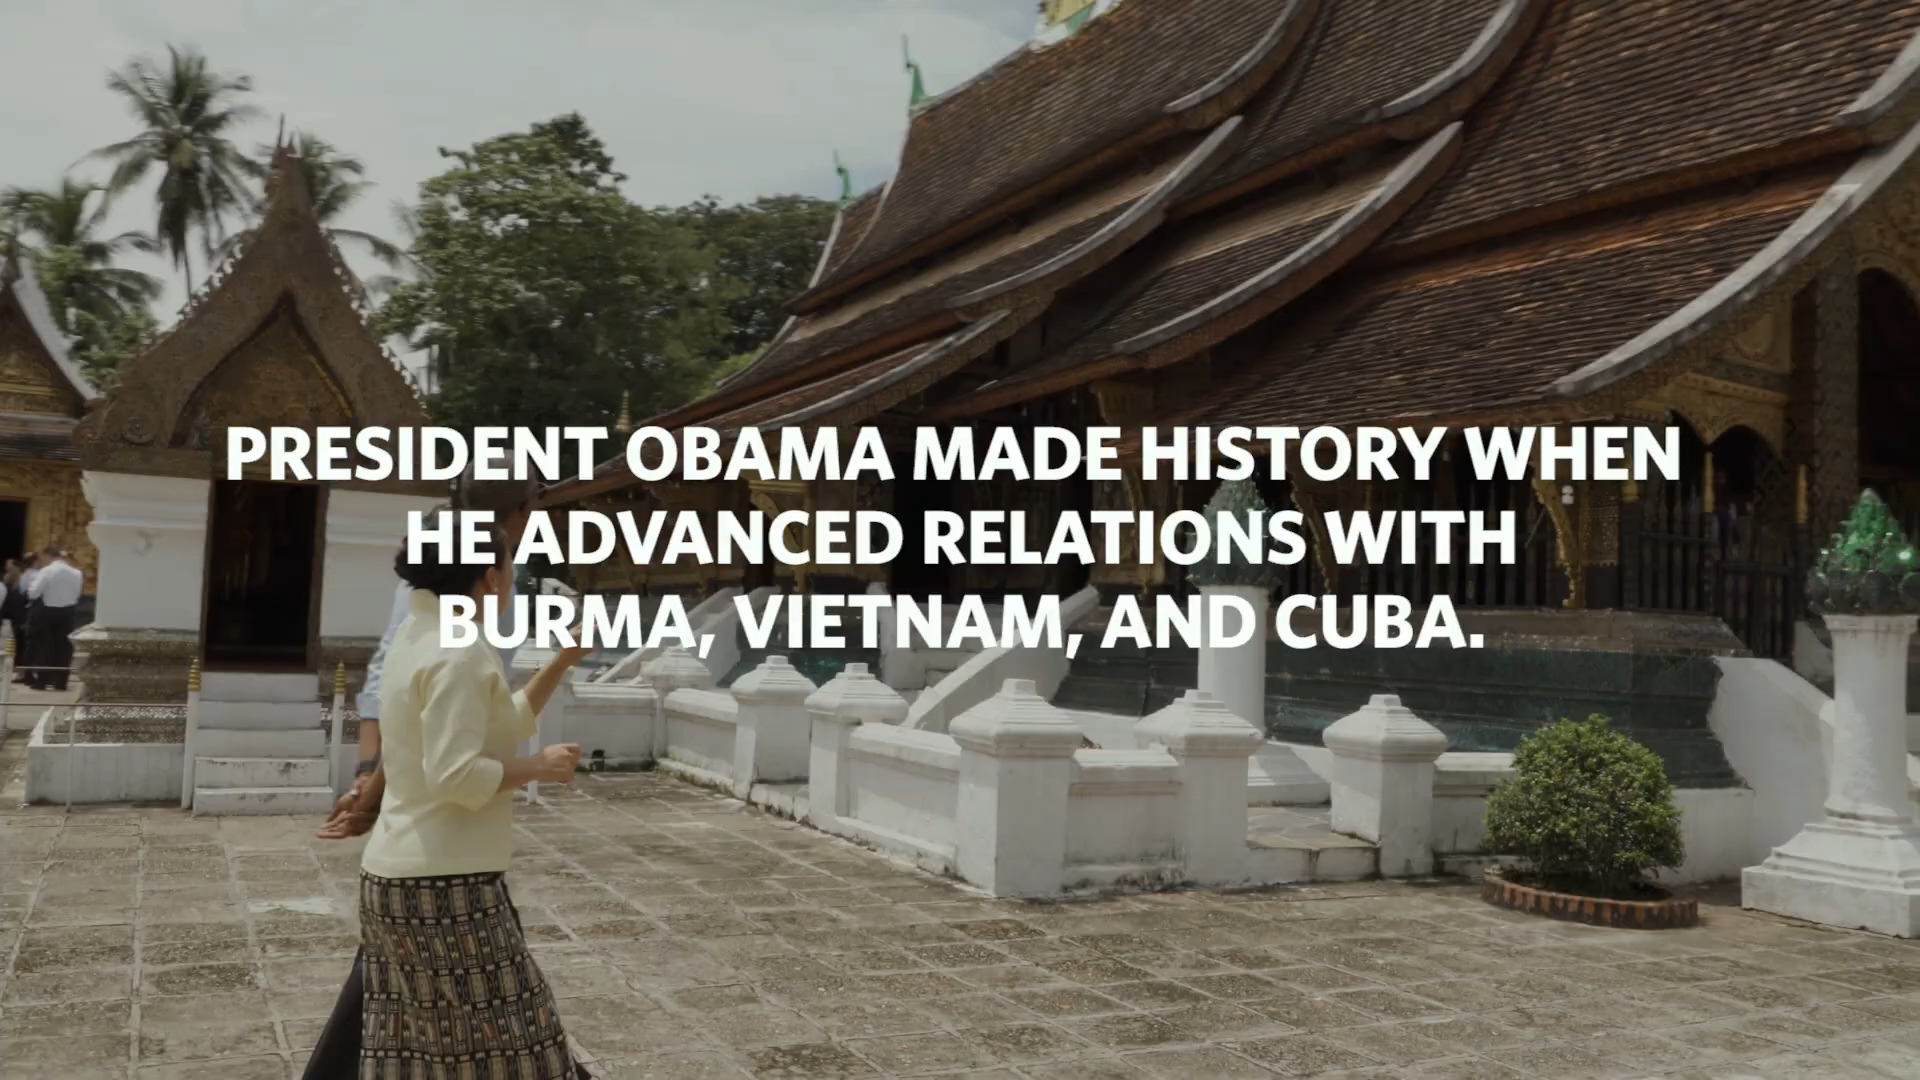 PRESIDENT OBAMA MADE HISTORY WHEN
HE ADVANCED RELATIONS WITH
BURMA, VIETNAM, AND CUBA.